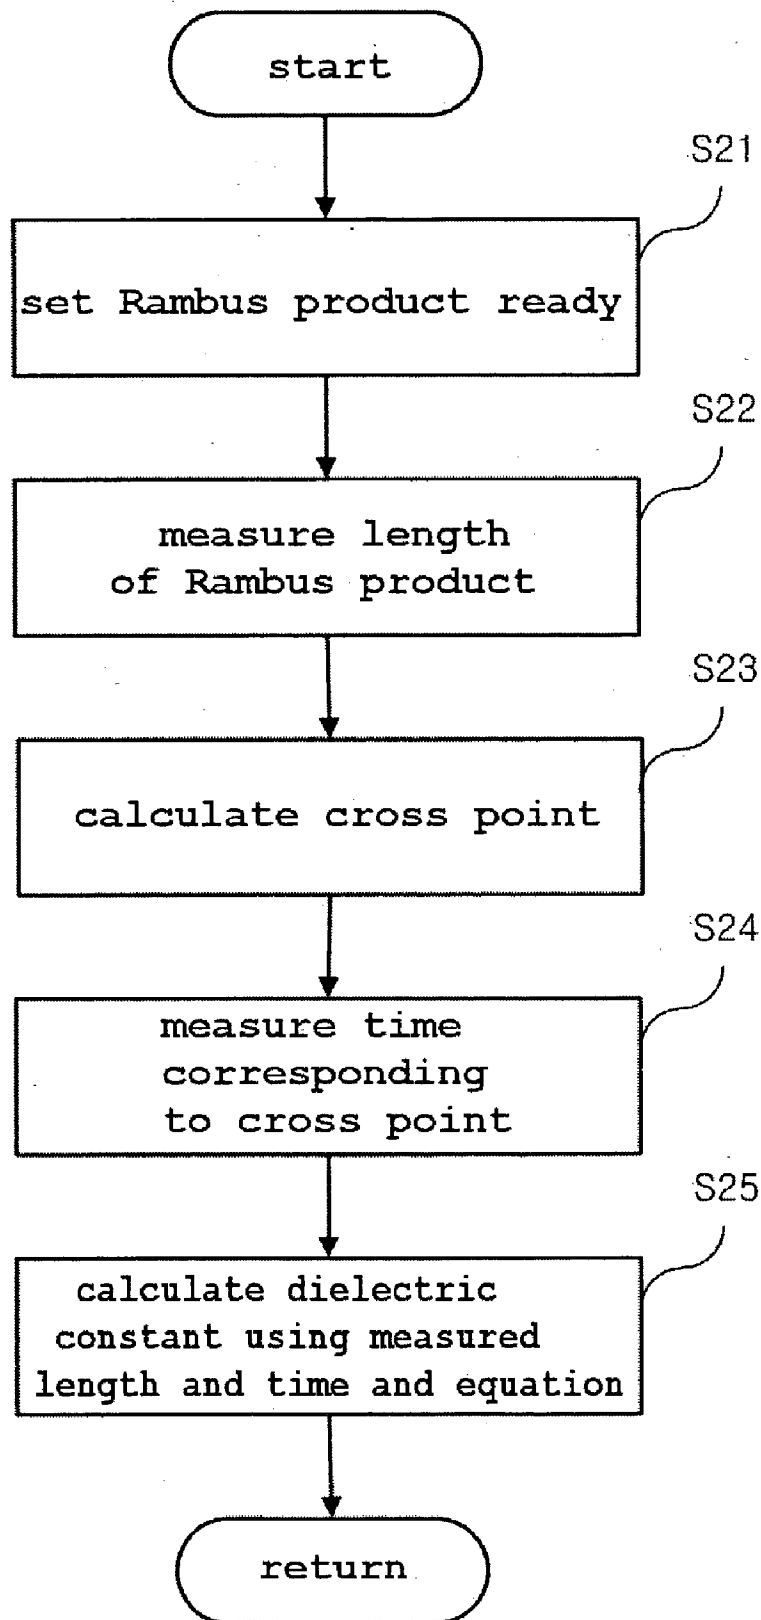 start
S21
set Rambus product ready
S22
measure length
of Rambus product
S23
calculate cross point
S24
measure time
corresponding
to cross point
S25
calculate dielectric
constant using measured
length and time and equation
return